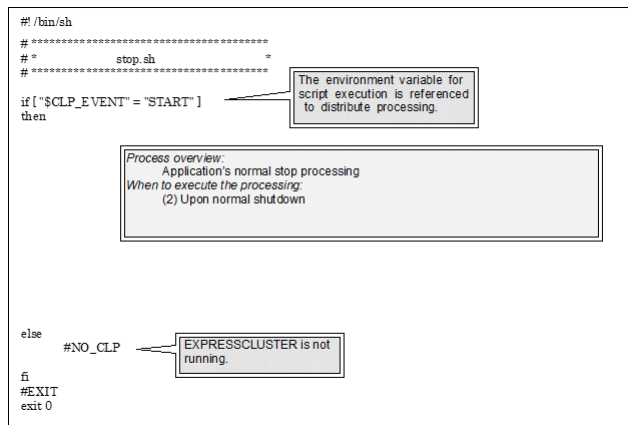 #! /bin/sh
# ***************************************
# * stop.sh *
# ***************************************
if [ "$CLP_EVENT" = "START" ]
then
The environment variable for
script execution is referenced
to distribute processing.
Process overview:
Application's normal stop processing
When to execute the processing:
(2) Upon normal shutdown
else
#NO_CLP
EXPRESSCLUSTER is not
running.
fi
#EXIT
exit 0